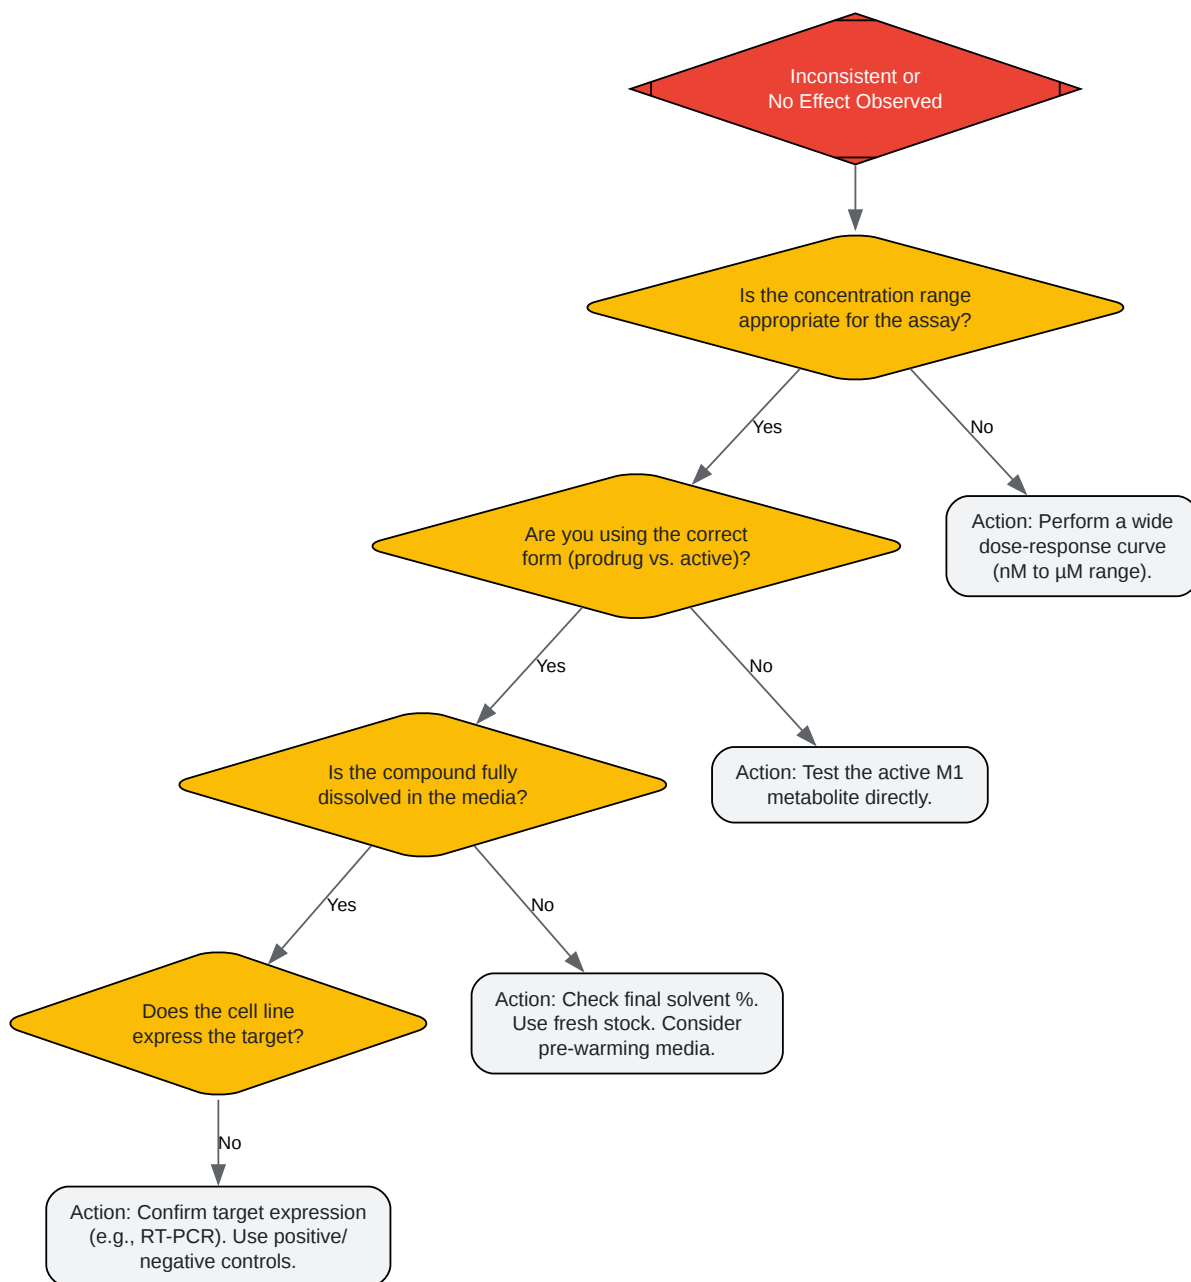 Inconsistent or
No Effect Observed
Is the concentration range
appropriate for the assay?
Yes
No
Are you using the correct
form (prodrug vs. active)?
Action: Perform a wide
dose-response curve
(nM to µM range).
Yes
No
Is the compound fully
dissolved in the media?
Action: Test the active M1
metabolite directly.
Yes
No
Does the cell line
express the target?
Action: Check final solvent %.
Use fresh stock. Consider
pre-warming media.
No
Action: Confirm target expression
(e.g., RT-PCR). Use positive/
negative controls.